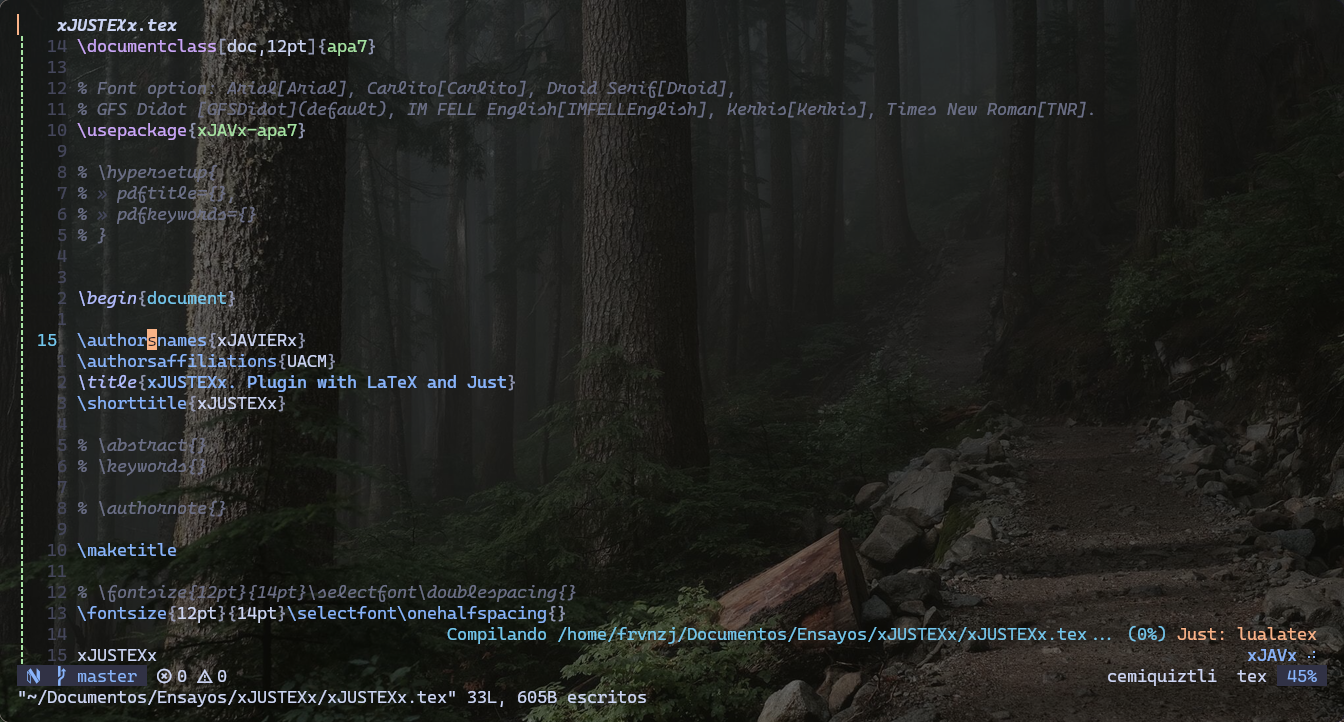 xJUSTEXx.tex
14 \documentclass[doc,12pt]{apa7}
13
12 % Font option: Arial[Arial], Carlito[Carlito], Droid Serif[Droid],
11 % GFS Didot [GFSDidot](default), IM FELL English[IMFELLEnglish], Kerkis[Kerkis], Times New Roman[TNR].
10 \usepackage{xJAVx-apa7}
9
8 % \hypersetup{
7 % » pdftitle={},
6 % » pdfkeywords={}
5 % }
4
3
2 \begin{document}
1
15 \authorsnames{xJAVIERx}
1 \authorsaffiliations{UACM}
2 \title{xJUSTEXx. Plugin with LaTeX and Just}
3 \shorttitle{xJUSTEXx}
4
5 % \abstract{}
6 % \keywords{}
7
8 % \authornote{}
9
10 \maketitle
11
12 % \fontsize{12pt}{14pt}\selectfont\doublespacing{}
13 \fontsize{12pt}{14pt}\selectfont\onehalfspacing{}
14 Compilando /home/frvnzj/Documentos/Ensayos/xJUSTEXx/xJUSTEXx.tex... (0%) Just: lualatex
15 xJUSTEXx xJAVx
master 0 0 cemiquiztli tex 45%
"~/Documentos/Ensayos/xJUSTEXx/xJUSTEXx.tex" 33L, 605B escritos